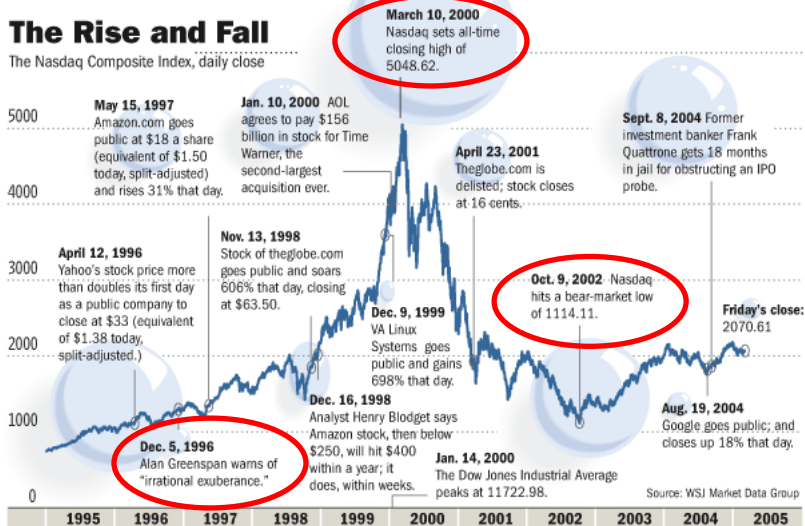 The Rise and Fall
The Nasdaq Composite Index, daily close
March 10, 2000
Nasdaq sets all-time
closing high of
5048.62.
May 15, 1997
Amazon.com goes
public at $18 a share
(equivalent of $1.50
today, split-adjusted)
and rises 31% that day.
Jan. 10, 2000 AOL
agrees to pay $156
billion in stock for Time
Warner, the
second-largest
acquisition ever.
April 23, 2001
Theglobe.com is
delisted; stock closes
at 16 cents.
Sept. 8, 2004 Former
investment banker Frank
Quattrone gets 18 months
in jail for obstructing an IPO
probe.
April 12, 1996
Yahoo's stock price more
than doubles its first day
as a public company to
close at $33 (equivalent
of $1.38 today,
split-adjusted.)
Nov. 13, 1998
Stock of theglobe.com
goes public and soars
606% that day, closing
at $63.50.
Dec. 9, 1999
VA Linux
Systems goes
public and gains
698% that day.
Oct. 9, 2002 Nasdaq
hits a bear-market low
of 1114.11.
Friday's close:
2070.61
Dec. 5, 1996
Alan Greenspan warns of
"irrational exuberance."
Dec. 16, 1998
Analyst Henry Blodget says
Amazon stock, then below
$250, will hit $400
within a year; it
does, within weeks.
Jan. 14, 2000
The Dow Jones Industrial Average
peaks at 11722.98.
Aug. 19, 2004
Google goes public; and
closes up 18% that day.
Source: WSJ Market Data Group
5000
4000
3000
2000
1000
0
1995 1996 1997 1998 1999 2000 2001 2002 2003 2004 2005